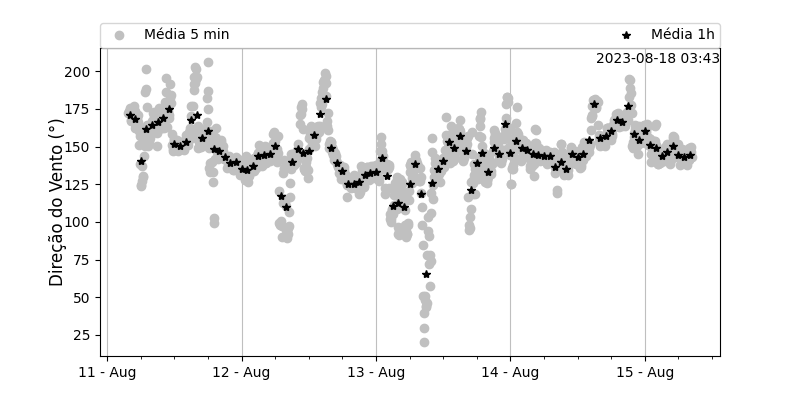 Média 5 min
Média 1h
2023-08-18 03:43
Direção do Vento (°)
200
175
150
125
100
75
50
25
11 - Aug
12 - Aug
13 - Aug
14 - Aug
15 - Aug